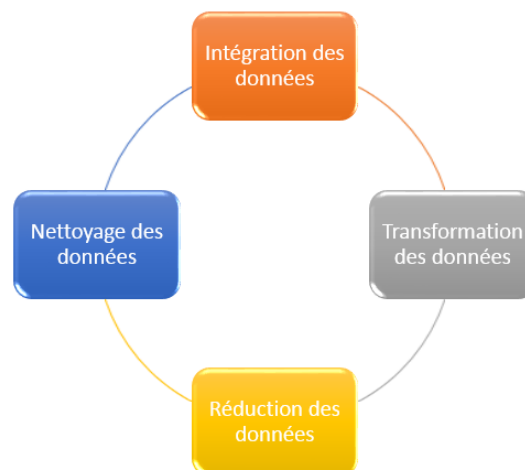 Intégration des
données
Nettoyage des
données
Transformation
des données
Réduction des
données